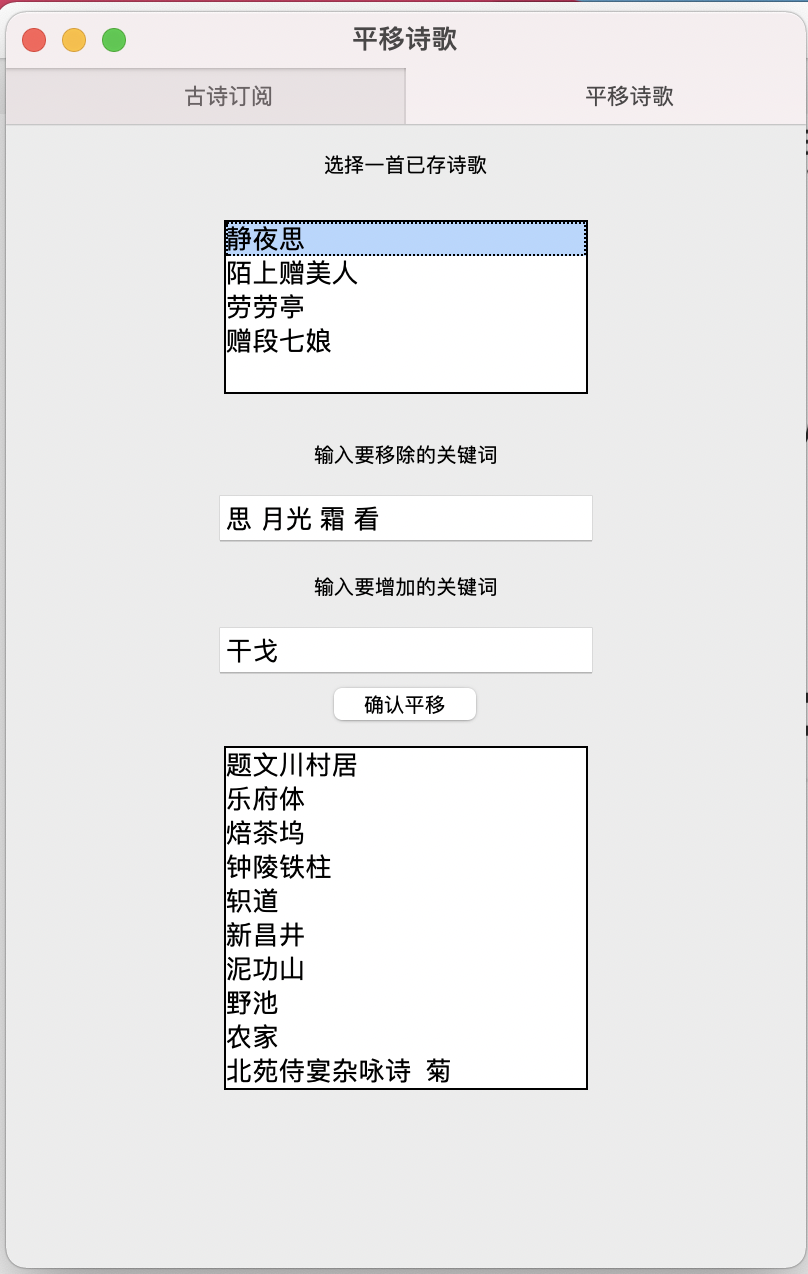 平移诗歌
古诗订阅
平移诗歌
选择一首已存诗歌
静夜思
陌上赠美人
劳劳亭
赠段七娘
输入要移除的关键词
思 月光 霜 看
输入要增加的关键词
干戈
确认平移
题文川村居
乐府体
焙茶坞
钟陵铁柱
轵道
新昌井
泥功山
野池
农家
北苑侍宴杂咏诗 菊